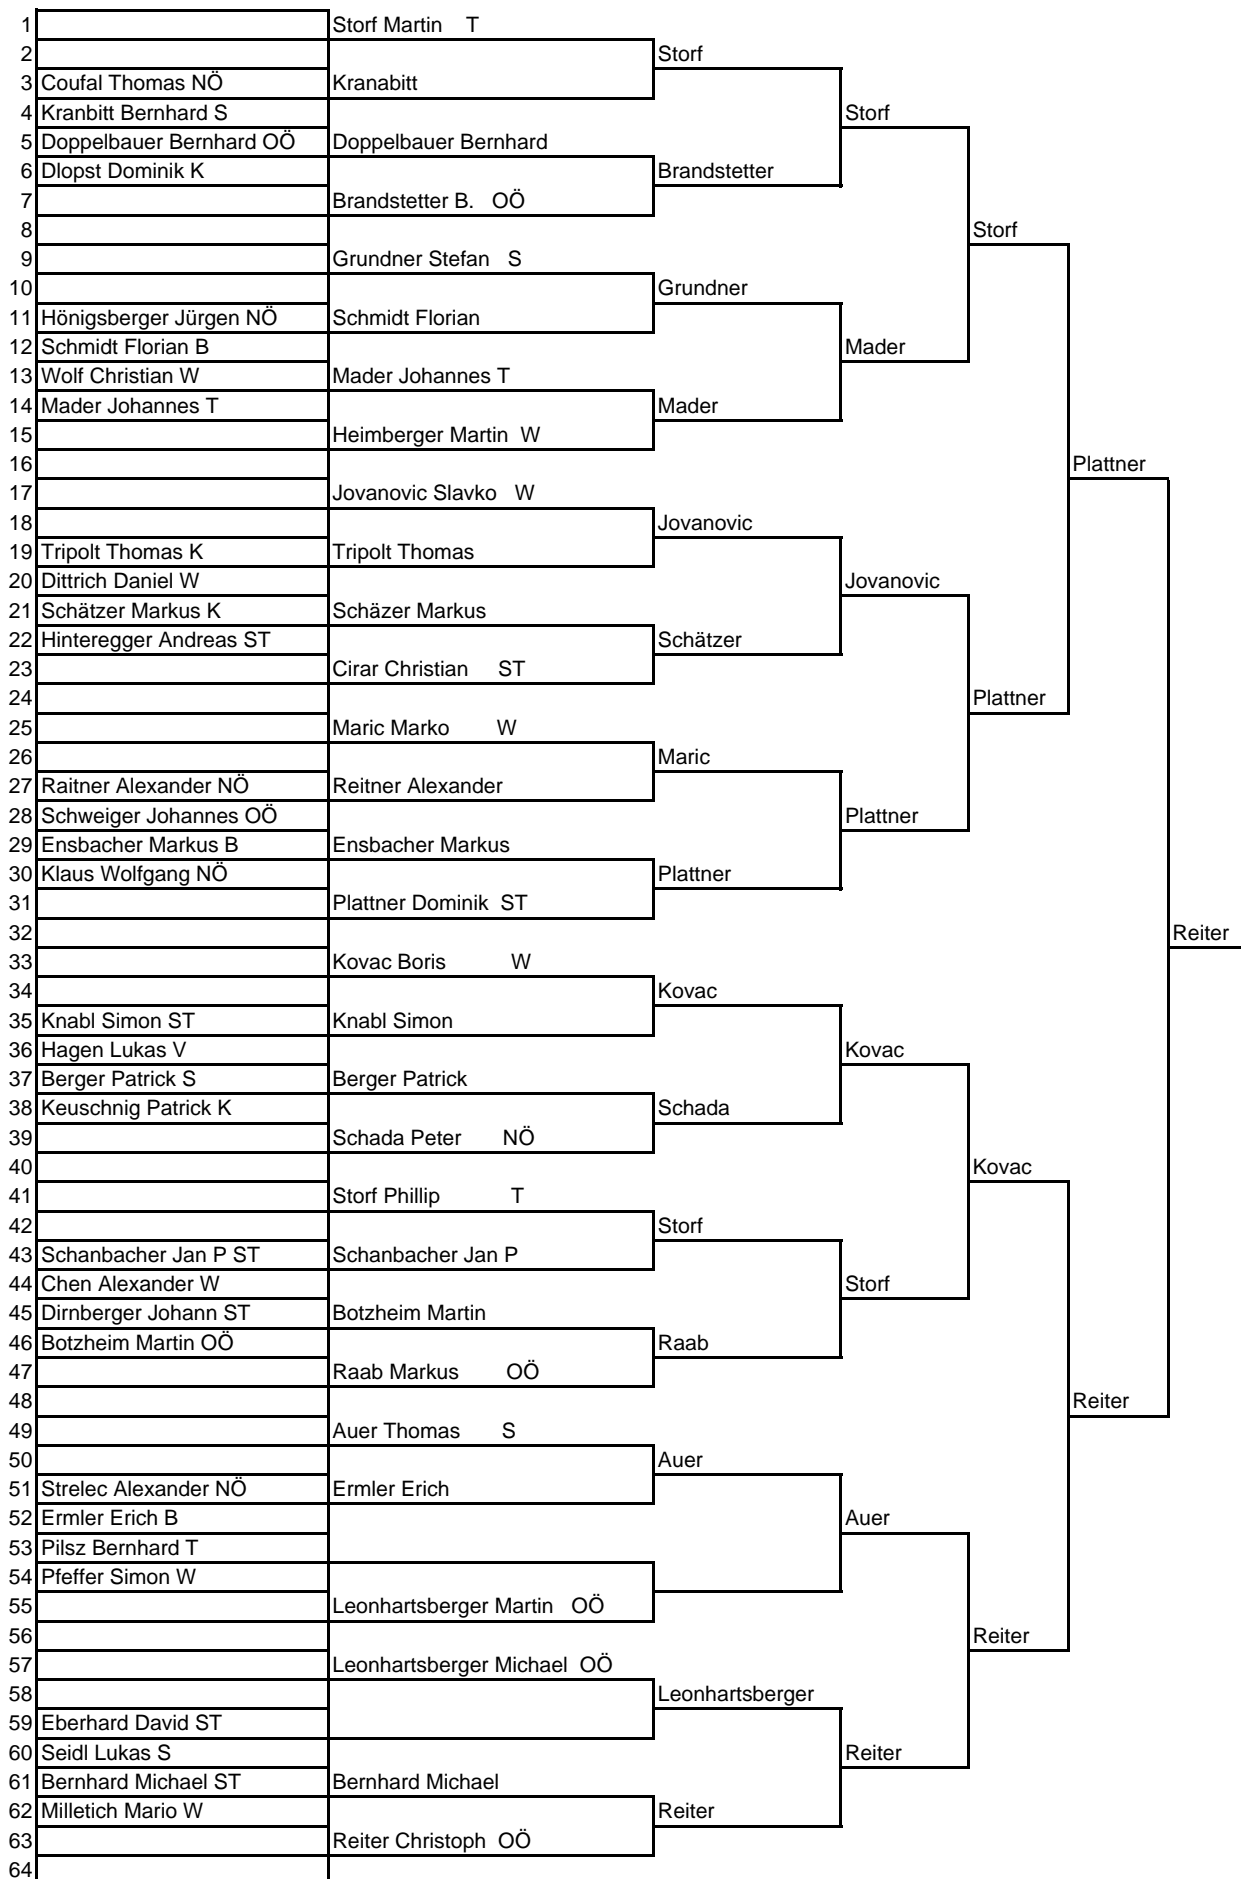 1 Storf Martin T
2 Storf
3 Coufal Thomas NÖ Kranabitt
4 Kranbitt Bernhard S Storf
5 Doppelbauer Bernhard OÖ Doppelbauer Bernhard
6 Dlopst Dominik K Brandstetter
7 Brandstetter B. OÖ
8 Storf
9 Grundner Stefan S
10 Grundner
11 Hönigsberger Jürgen NÖ Schmidt Florian
12 Schmidt Florian B Mader
13 Wolf Christian W Mader Johannes T
14 Mader Johannes T Mader
15 Heimberger Martin W
16 Plattner
17 Jovanovic Slavko W
18 Jovanovic
19 Tripolt Thomas K Tripolt Thomas
20 Dittrich Daniel W Jovanovic
21 Schätzer Markus K Schäzer Markus
22 Hinteregger Andreas ST Schätzer
23 Cirar Christian ST
24 Plattner
25 Maric Marko W
26 Maric
27 Raitner Alexander NÖ Reitner Alexander
28 Schweiger Johannes OÖ Plattner
29 Ensbacher Markus B Ensbacher Markus
30 Klaus Wolfgang NÖ Plattner
31 Plattner Dominik ST
32 Reiter
33 Kovac Boris W
34 Kovac
35 Knabl Simon ST Knabl Simon
36 Hagen Lukas V Kovac
37 Berger Patrick S Berger Patrick
38 Keuschnig Patrick K Schada
39 Schada Peter NÖ
40 Kovac
41 Storf Phillip T
42 Storf
43 Schanbacher Jan P ST Schanbacher Jan P
44 Chen Alexander W Storf
45 Dirnberger Johann ST Botzheim Martin
46 Botzheim Martin OÖ Raab
47 Raab Markus OÖ
48 Reiter
49 Auer Thomas S
50 Auer
51 Strelec Alexander NÖ Ermler Erich
52 Ermler Erich B Auer
53 Pilsz Bernhard T
54 Pfeffer Simon W
55 Leonhartsberger Martin OÖ
56 Reiter
57 Leonhartsberger Michael OÖ
58 Leonhartsberger
59 Eberhard David ST
60 Seidl Lukas S Reiter
61 Bernhard Michael ST Bernhard Michael
62 Milletich Mario W Reiter
63 Reiter Christoph OÖ
64